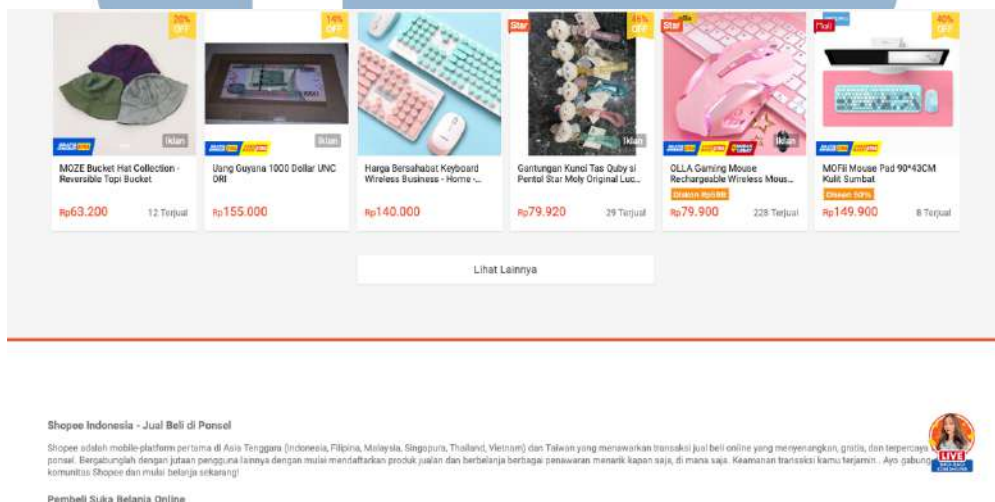 20%
OFF
14%
OFF
46%
OFF
40%
OFF
Star
Star
Mall
Iklan
Iklan
Iklan
Iklan
MOZE Bucket Hat Collection -
Reversible Topi Bucket
Uang Guyana 1000 Dollar UNC
ORI
Harga Bersahabat Keyboard
Wireless Business - Home -...
Gantungan Kunci Tas Quby si
Pentol Star Moly Original Luc...
OLLA Gaming Mouse
Rechargeable Wireless Mous...
MOFii Mouse Pad 90*43CM
Kulit Sumbat
Diskon 50%
Rp63.200 12 Terjual
Rp155.000
Rp140.000
Rp79.920 29 Terjual
Rp79.900 228 Terjual
Rp149.900 8 Terjual
Lihat Lainnya
Shopee Indonesia - Jual Beli di Ponsel
Shopee adalah mobile-platform pertama di Asia Tenggara (Indonesia, Filipina, Malaysia, Singapura, Thailand, Vietnam) dan Taiwan yang menawarkan transaksi jual beli online yang menyenangkan, gratis, dan terpercaya
ponsel. Bergabunglah dengan jutaan pengguna lainnya dengan mulai mendaftarkan produk jualan dan berbelanja berbagai penawaran menarik kapan saja, di mana saja. Keamanan transaksi kamu terjamin.. Ayo gabung
komunitas Shopee dan mulai belanja sekarang!
LIVE
Pembeli Suka Belanja Online